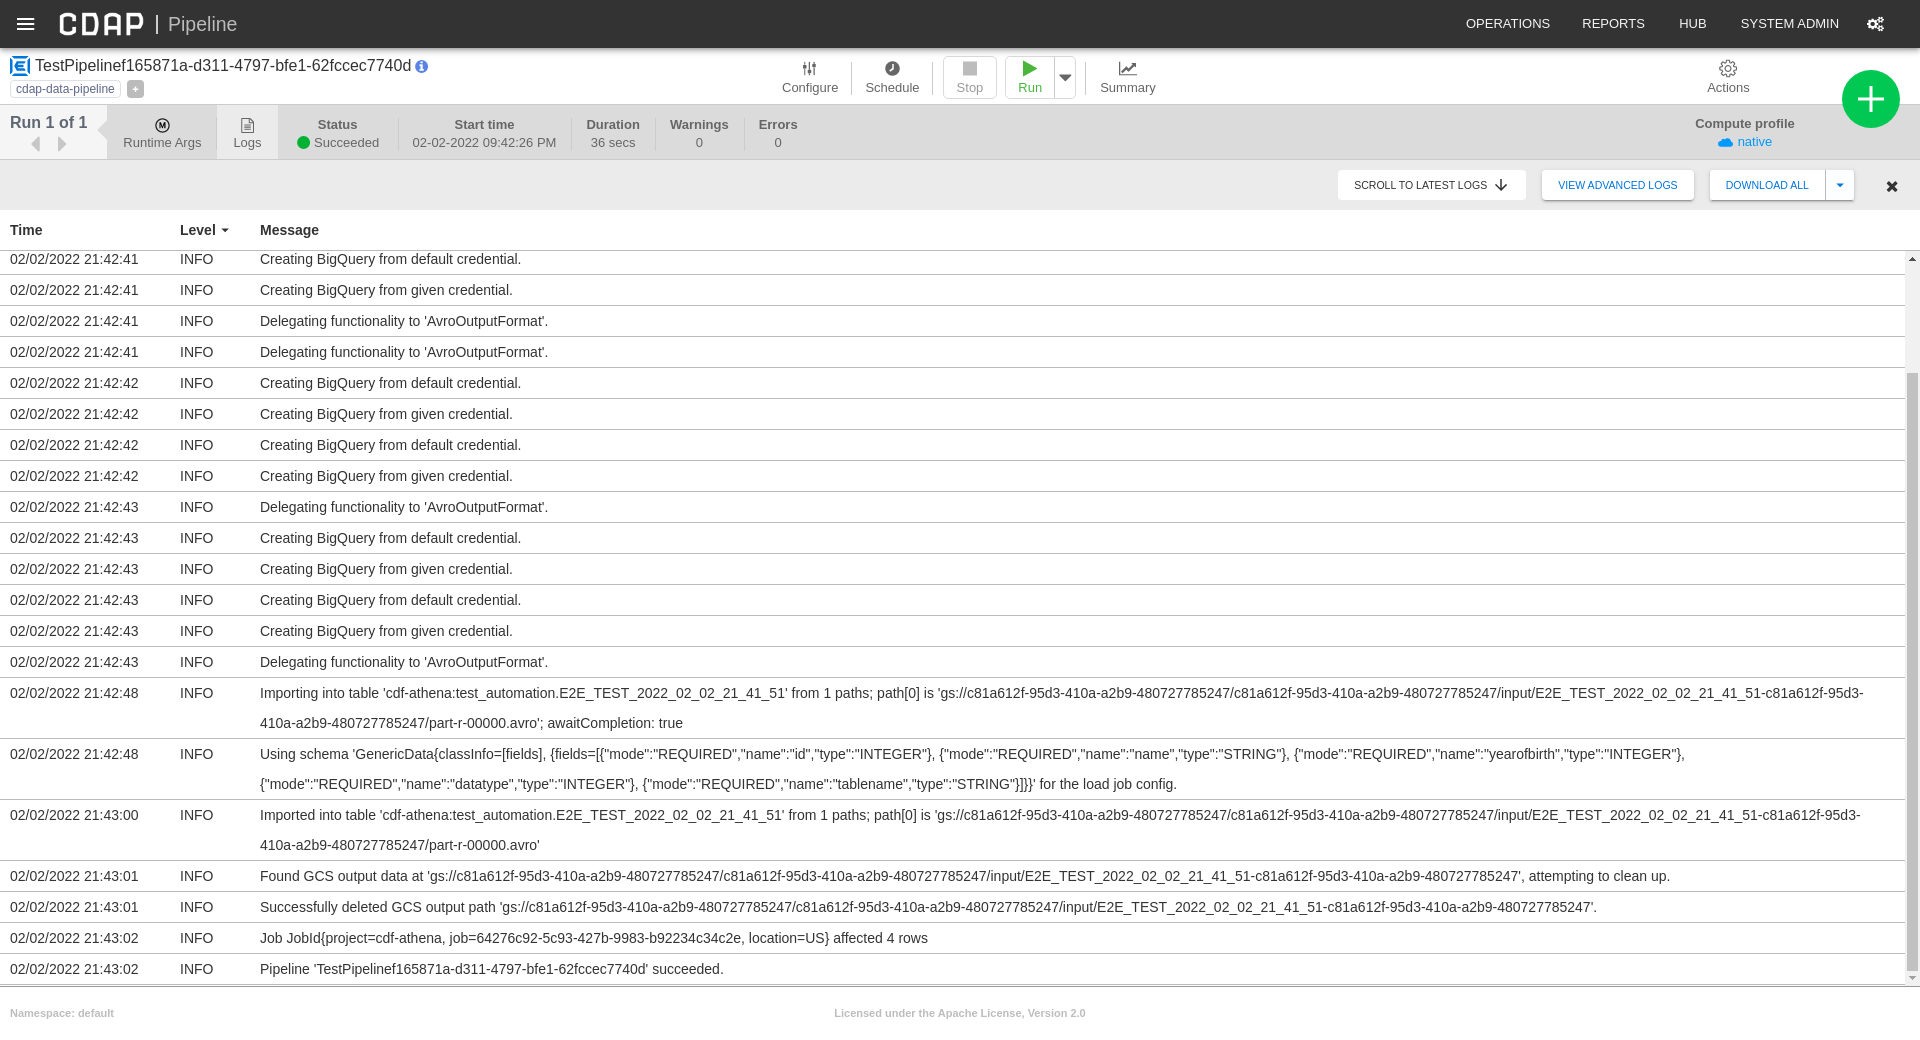 CDAP | Pipeline OPERATIONS REPORTS HUB SYSTEM ADMIN
TestPipelinef165871a-d311-4797-bfe1-62fccec7740d
cdap-data-pipeline +
Configure Schedule Stop Run Summary Actions
Run 1 of 1
Runtime Args Logs
Status Start time Duration Warnings Errors Compute profile
Succeeded 02-02-2022 09:42:26 PM 36 secs 0 0 native
SCROLL TO LATEST LOGS VIEW ADVANCED LOGS DOWNLOAD ALL
Time Level Message
02/02/2022 21:42:41 INFO Creating BigQuery from default credential.
02/02/2022 21:42:41 INFO Creating BigQuery from given credential.
02/02/2022 21:42:41 INFO Delegating functionality to 'AvroOutputFormat'.
02/02/2022 21:42:41 INFO Delegating functionality to 'AvroOutputFormat'.
02/02/2022 21:42:42 INFO Creating BigQuery from default credential.
02/02/2022 21:42:42 INFO Creating BigQuery from given credential.
02/02/2022 21:42:42 INFO Creating BigQuery from default credential.
02/02/2022 21:42:42 INFO Creating BigQuery from given credential.
02/02/2022 21:42:43 INFO Delegating functionality to 'AvroOutputFormat'.
02/02/2022 21:42:43 INFO Creating BigQuery from default credential.
02/02/2022 21:42:43 INFO Creating BigQuery from given credential.
02/02/2022 21:42:43 INFO Creating BigQuery from default credential.
02/02/2022 21:42:43 INFO Creating BigQuery from given credential.
02/02/2022 21:42:43 INFO Delegating functionality to 'AvroOutputFormat'.
02/02/2022 21:42:48 INFO Importing into table 'cdf-athena:test_automation.E2E_TEST_2022_02_02_21_41_51' from 1 paths; path[0] is 'gs://c81a612f-95d3-410a-a2b9-480727785247/c81a612f-95d3-410a-a2b9-480727785247/input/E2E_TEST_2022_02_02_21_41_51-c81a612f-95d3-
410a-a2b9-480727785247/part-r-00000.avro'; awaitCompletion: true
02/02/2022 21:42:48 INFO Using schema 'GenericData{classInfo=[fields], {fields=[{"mode":"REQUIRED","name":"id","type":"INTEGER"}, {"mode":"REQUIRED","name":"name","type":"STRING"}, {"mode":"REQUIRED","name":"yearofbirth","type":"INTEGER"},
{"mode":"REQUIRED","name":"datatype","type":"INTEGER"}, {"mode":"REQUIRED","name":"tablename","type":"STRING"}]}}' for the load job config.
02/02/2022 21:43:00 INFO Imported into table 'cdf-athena:test_automation.E2E_TEST_2022_02_02_21_41_51' from 1 paths; path[0] is 'gs://c81a612f-95d3-410a-a2b9-480727785247/c81a612f-95d3-410a-a2b9-480727785247/input/E2E_TEST_2022_02_02_21_41_51-c81a612f-95d3-
410a-a2b9-480727785247/part-r-00000.avro'
02/02/2022 21:43:01 INFO Found GCS output data at 'gs://c81a612f-95d3-410a-a2b9-480727785247/c81a612f-95d3-410a-a2b9-480727785247/input/E2E_TEST_2022_02_02_21_41_51-c81a612f-95d3-410a-a2b9-480727785247', attempting to clean up.
02/02/2022 21:43:01 INFO Successfully deleted GCS output path 'gs://c81a612f-95d3-410a-a2b9-480727785247/c81a612f-95d3-410a-a2b9-480727785247/input/E2E_TEST_2022_02_02_21_41_51-c81a612f-95d3-410a-a2b9-480727785247'.
02/02/2022 21:43:02 INFO Job JobId{project=cdf-athena, job=64276c92-5c93-427b-9983-b92234c34c2e, location=US} affected 4 rows
02/02/2022 21:43:02 INFO Pipeline 'TestPipelinef165871a-d311-4797-bfe1-62fccec7740d' succeeded.
Namespace: default Licensed under the Apache License, Version 2.0